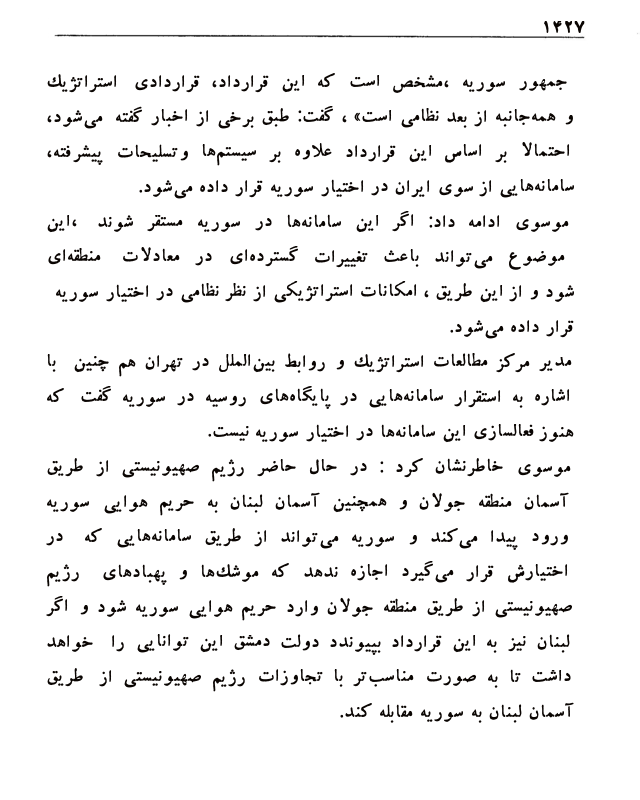 ۱۴۲۷
جمهور سوریه ،مشخص است که این قرارداد، قراردادی استراتژیك
و همه‌جانبه از بعد نظامی است» ، گفت: طبق برخی از اخبار گفته می‌شود،
احتمالا بر اساس این قرارداد علاوه بر سیستم‌ها وتسلیحات پیشرفته،
سامانه‌هایی از سوی ایران در اختیار سوریه قرار داده می‌شود.
موسوی ادامه داد: اگر این سامانه‌ها در سوریه مستقر شوند ،این
موضوع می‌تواند باعث تغییرات گسترده‌ای در معادلات منطقه‌ای
شود و از این طریق ، امکانات استراتژیکی از نظر نظامی در اختیار سوریه
قرار داده می‌شود.
مدیر مرکز مطالعات استراتژیك و روابط بین‌الملل در تهران هم چنین با
اشاره به استقرار سامانه‌هایی در پایگاه‌های روسیه در سوریه گفت که
هنوز فعالسازی این سامانه‌ها در اختیار سوریه نیست.
موسوی خاطرنشان کرد : در حال حاضر رژیم صهیونیستی از طریق
آسمان منطقه جولان و همچنین آسمان لبنان به حریم هوایی سوریه
ورود پیدا می‌کند و سوریه می‌تواند از طریق سامانه‌هایی که در
اختیارش قرار می‌گیرد اجازه ندهد که موشك‌ها و پهبادهای رژیم
صهیونیستی از طریق منطقه جولان وارد حریم هوایی سوریه شود و اگر
لبنان نیز به این قرارداد بپیوندد دولت دمشق این توانایی را خواهد
داشت تا به صورت مناسب‌تر با تجاوزات رژیم صهیونیستی از طریق
آسمان لبنان به سوریه مقابله کند.